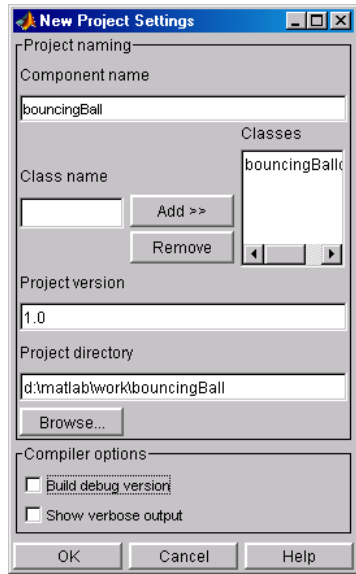 New Project Settings
Project naming
Component name
bouncingBall
Classes
bouncingBall
Class name
Add >>
Remove
Project version
1.0
Project directory
d:\matlab\work\bouncingBall
Browse...
Compiler options
Build debug version
Show verbose output
OK Cancel Help